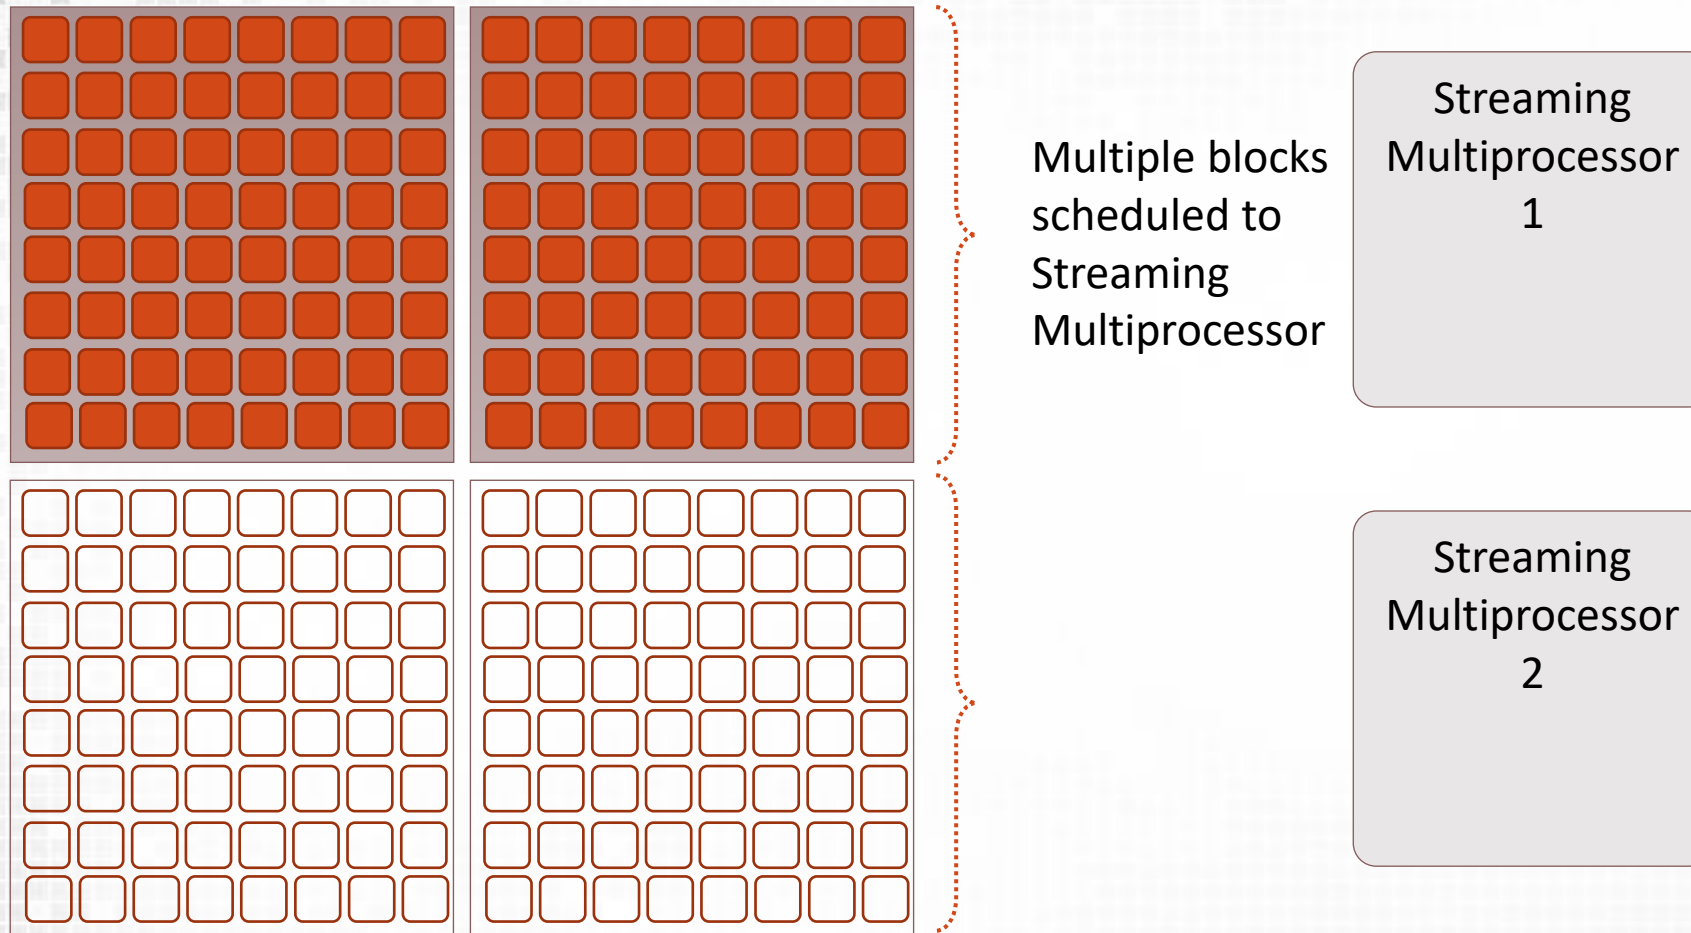 Multiple blocks
scheduled to
Streaming
Multiprocessor
Streaming
Multiprocessor
1
Streaming
Multiprocessor
2